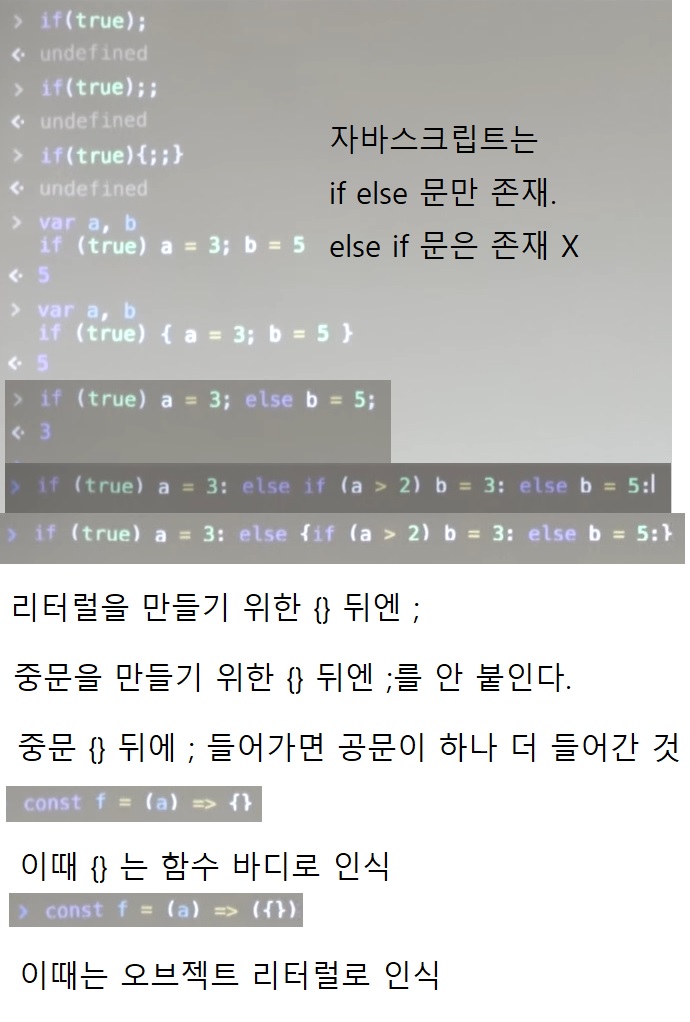 > if(true);
<· undefined
> if(true);;
<· undefined
> if(true){;;}
<· undefined
> var a, b
if (true) a = 3; b = 5
<· 5
> var a, b
if (true) { a = 3; b = 5 }
<· 5
자바스크립트는
if else 문만 존재.
else if 문은 존재 X
> if (true) a = 3; else b = 5;
<· 3
> if (true) a = 3: else if (a > 2) b = 3: else b = 5:
> if (true) a = 3: else {if (a > 2) b = 3: else b = 5:}
리터럴을 만들기 위한 {} 뒤엔 ;
중문을 만들기 위한 {} 뒤엔 ;를 안 붙인다.
중문 {} 뒤에 ; 들어가면 공문이 하나 더 들어간 것
const f = (a) => {}
이때 {} 는 함수 바디로 인식
> const f = (a) => ({})
이때는 오브젝트 리터럴로 인식